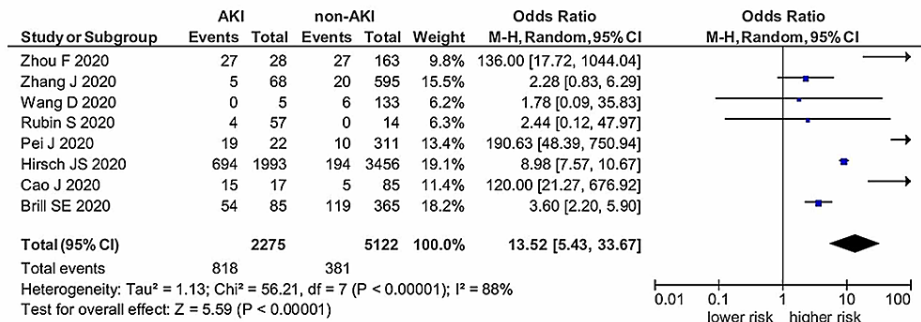 AKI non-AKI Odds Ratio Odds Ratio
Study or Subgroup Events Total Events Total Weight M-H, Random, 95% CI M-H, Random, 95% CI
Zhou F 2020 27 28 27 163 9.8% 136.00 [17.72, 1044.04]
Zhang J 2020 5 68 20 595 15.5% 2.28 [0.83, 6.29]
Wang D 2020 0 5 6 133 6.2% 1.78 [0.09, 35.83]
Rubin S 2020 4 57 0 14 6.3% 2.44 [0.12, 47.97]
Pei J 2020 19 22 10 311 13.4% 190.63 [48.39, 750.94]
Hirsch JS 2020 694 1993 194 3456 19.1% 8.98 [7.57, 10.67]
Cao J 2020 15 17 5 85 11.4% 120.00 [21.27, 676.92]
Brill SE 2020 54 85 119 365 18.2% 3.60 [2.20, 5.90]
Total (95% CI) 2275 5122 100.0% 13.52 [5.43, 33.67]
Total events 818 381
Heterogeneity: Tau² = 1.13; Chi² = 56.21, df = 7 (P < 0.00001); I² = 88%
Test for overall effect: Z = 5.59 (P < 0.00001)
0.01 0.1 1 10 100
lower risk higher risk